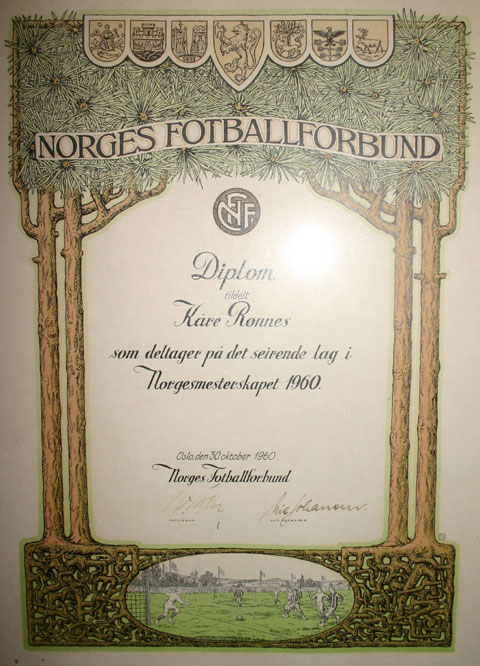 NORGES FOTBALLFORBUND
NFF
Diplom
tildelt
Kåre Rønnes
som deltager på det seirende lag i
Norgesmesterskapet 1960.
Oslo, den 30. oktober 1960.
Norges Fotballforbund